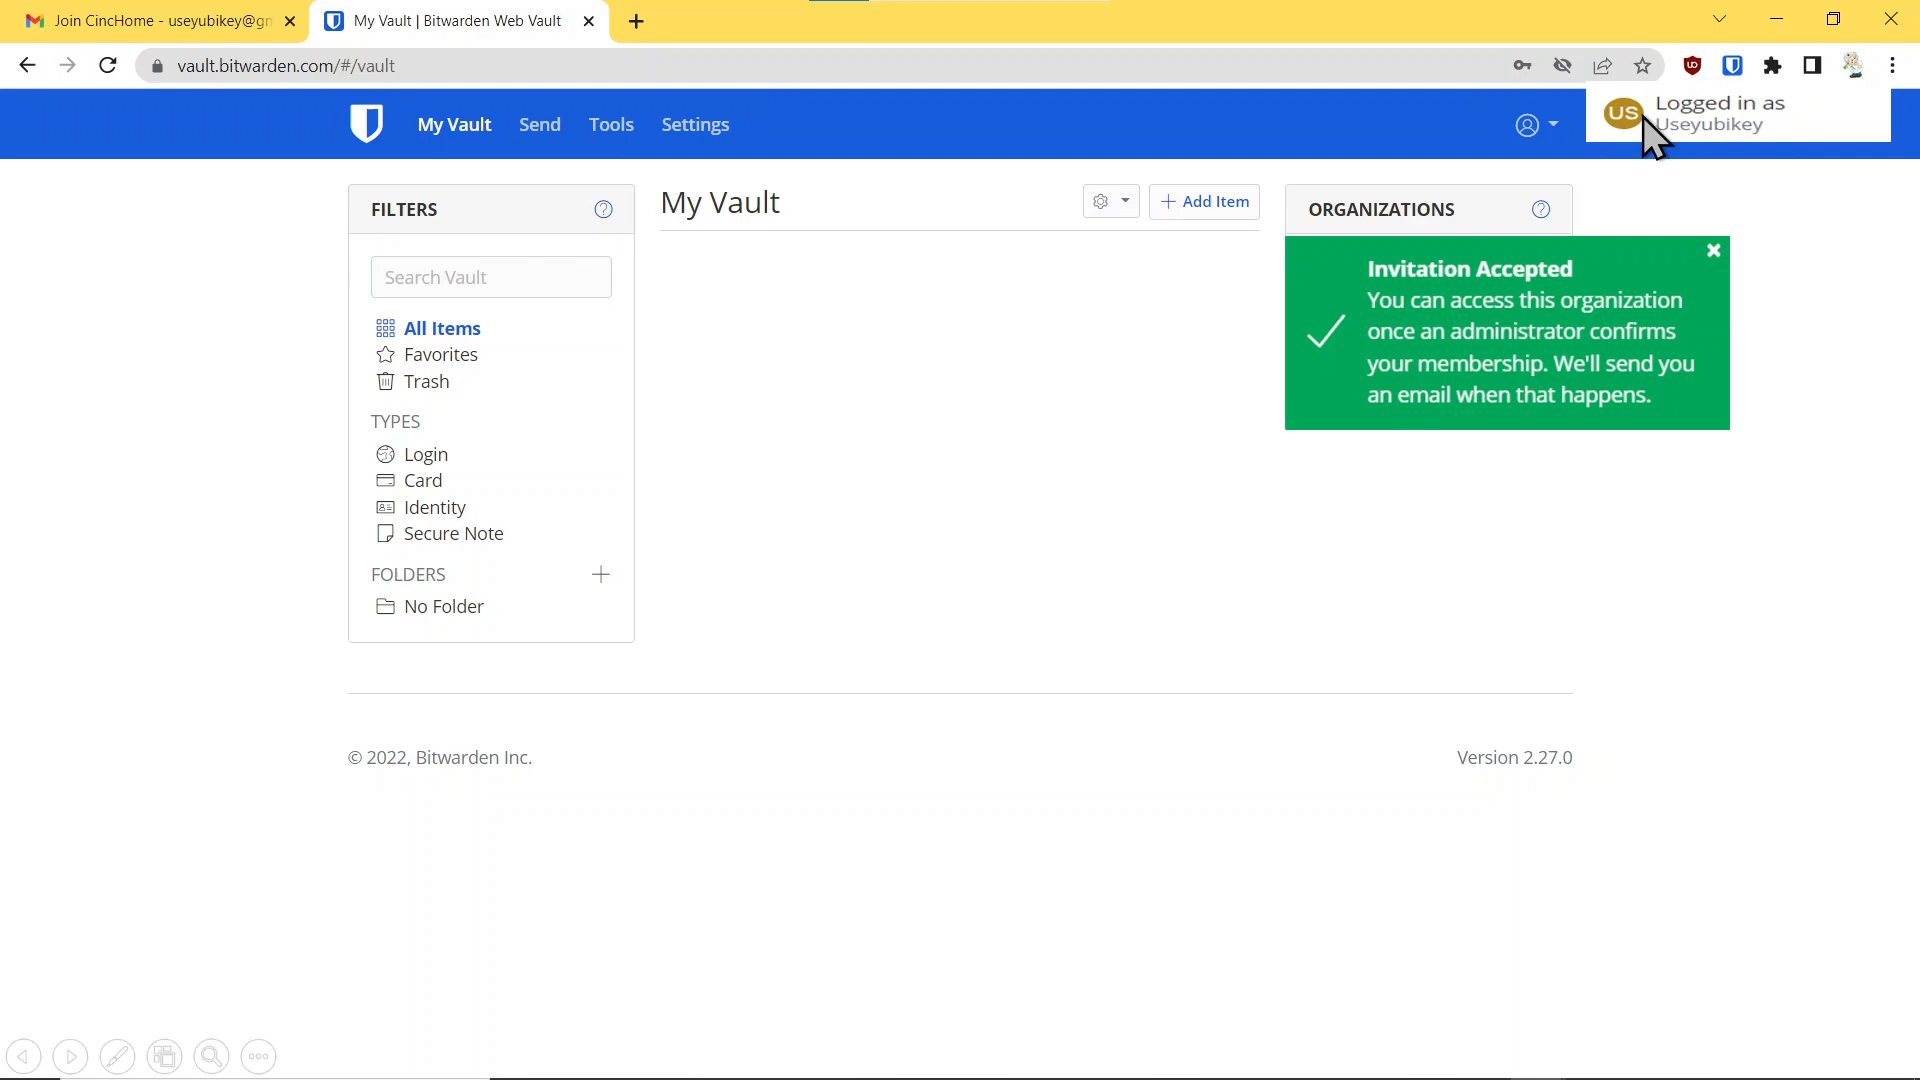 Join CincHome - useyubikey@gm
My Vault | Bitwarden Web Vault
vault.bitwarden.com/#/vault
My Vault
Send
Tools
Settings
US
Logged in as
Useyubikey
FILTERS
Search Vault
All Items
Favorites
Trash
TYPES
Login
Card
Identity
Secure Note
FOLDERS
No Folder
My Vault
Add Item
ORGANIZATIONS
Invitation Accepted
You can access this organization
once an administrator confirms
your membership. We'll send you
an email when that happens.
© 2022, Bitwarden Inc.
Version 2.27.0